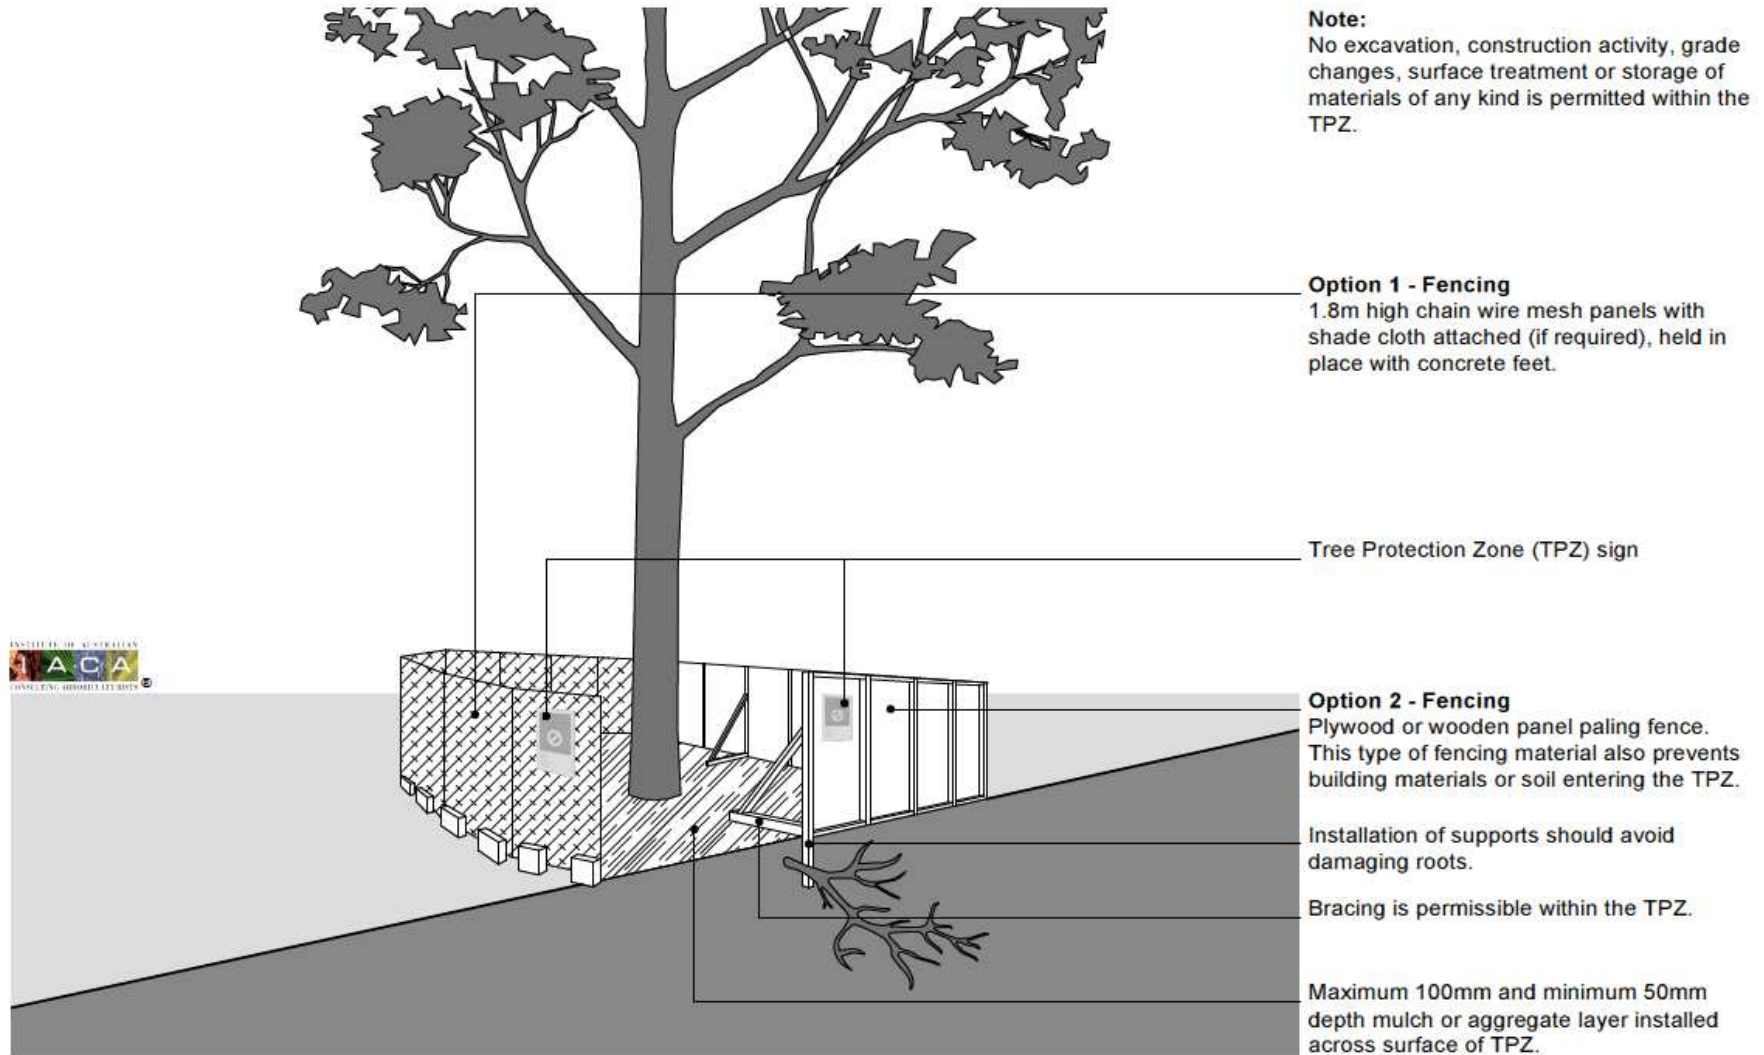 Note:
No excavation, construction activity, grade
changes, surface treatment or storage of
materials of any kind is permitted within the
TPZ.
Option 1 - Fencing
1.8m high chain wire mesh panels with
shade cloth attached (if required), held in
place with concrete feet.
Tree Protection Zone (TPZ) sign
INSTITUTE OF AUSTRALIAN
IACA
CONSULTING ARBORICULTURISTS ®
Option 2 - Fencing
Plywood or wooden panel paling fence.
This type of fencing material also prevents
building materials or soil entering the TPZ.
Installation of supports should avoid
damaging roots.
Bracing is permissible within the TPZ.
Maximum 100mm and minimum 50mm
depth mulch or aggregate layer installed
across surface of TPZ.